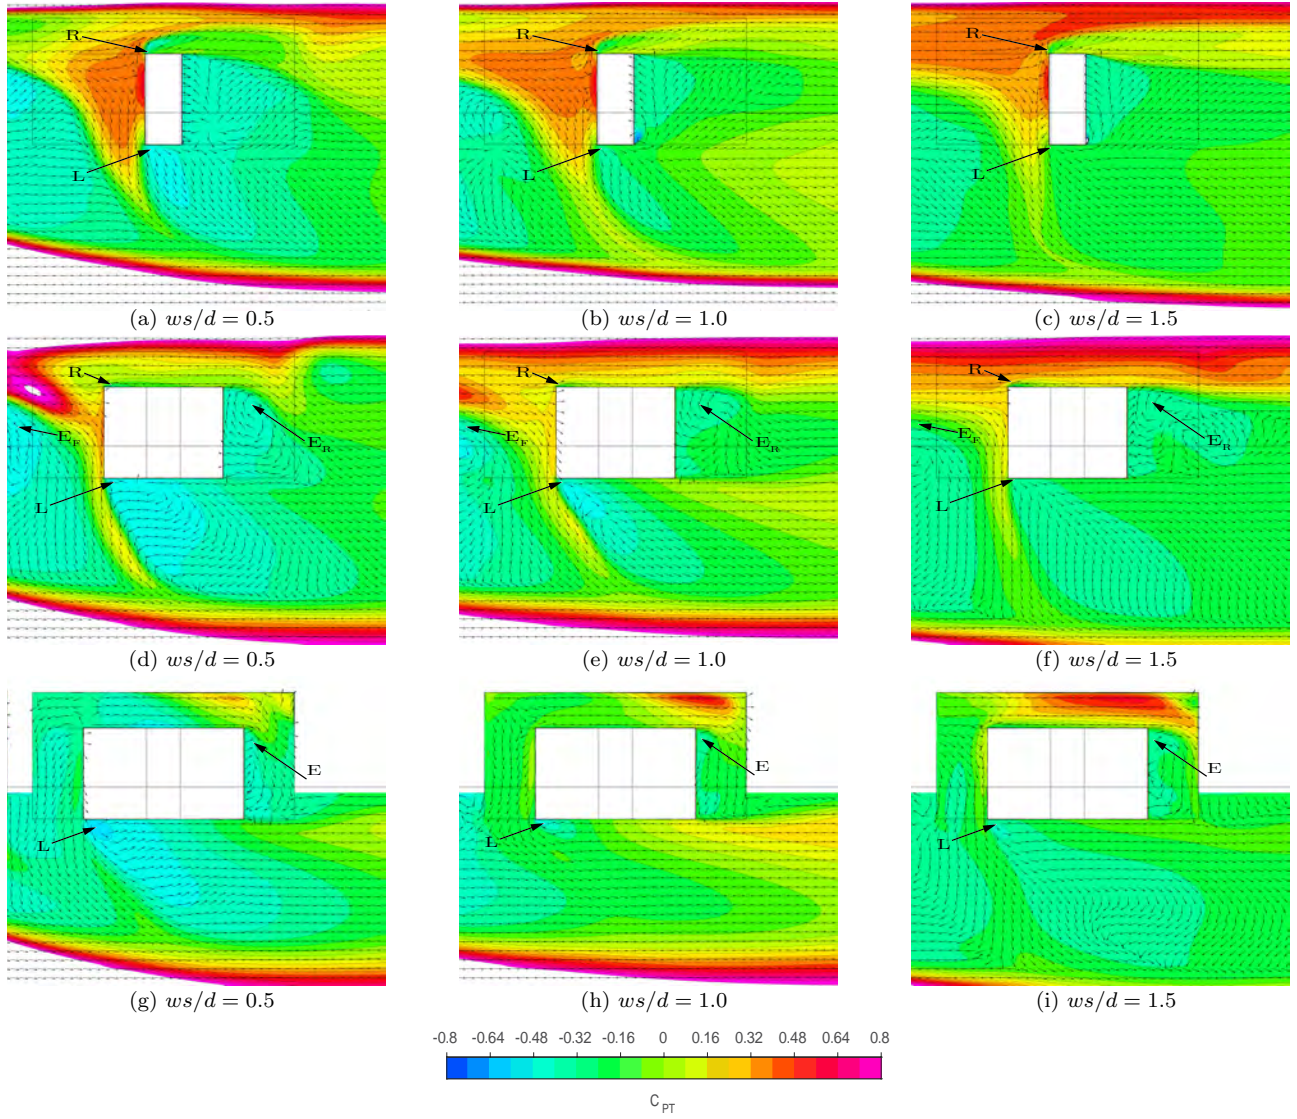 R R R
L L L
(a) ws/d = 0.5 (b) ws/d = 1.0 (c) ws/d = 1.5
R R R
E_F E_R E_F E_R E_F E_R
L L L
(d) ws/d = 0.5 (e) ws/d = 1.0 (f) ws/d = 1.5
E E E
L L L
(g) ws/d = 0.5 (h) ws/d = 1.0 (i) ws/d = 1.5
-0.8 -0.64 -0.48 -0.32 -0.16 0 0.16 0.32 0.48 0.64 0.8
C_PT